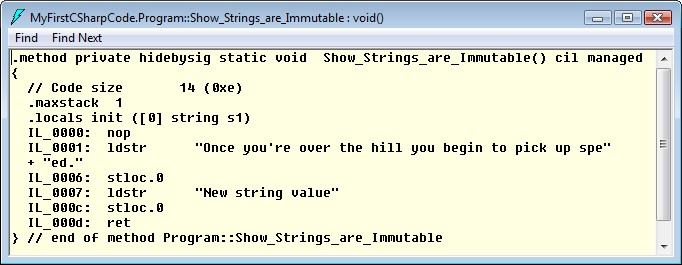 MyFirstCSharpCode.Program::Show_Strings_are_Immutable : void()
Find Find Next
.method private hidebysig static void  Show_Strings_are_Immutable() cil managed
{
  // Code size       14 (0xe)
  .maxstack  1
  .locals init ([0] string s1)
  IL_0000:  nop
  IL_0001:  ldstr      "Once you're over the hill you begin to pick up spe"
  + "ed."
  IL_0006:  stloc.0
  IL_0007:  ldstr      "New string value"
  IL_000c:  stloc.0
  IL_000d:  ret
} // end of method Program::Show_Strings_are_Immutable